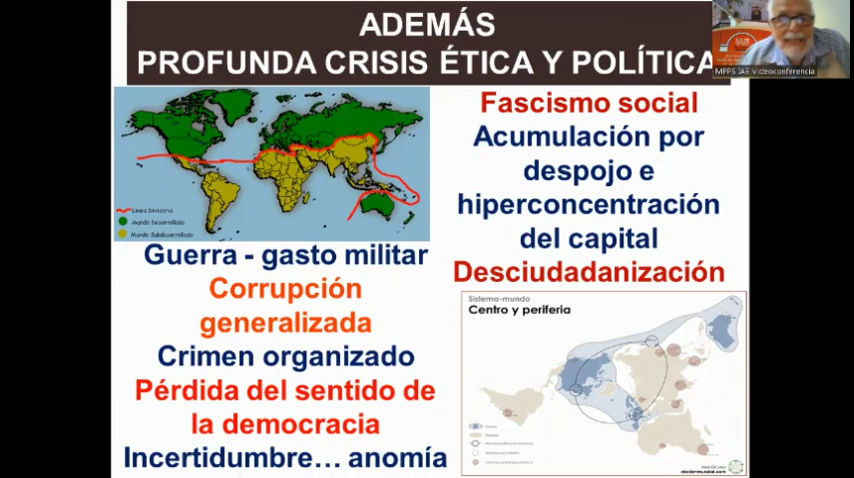 ADEMÁS
PROFUNDA CRISIS ÉTICA Y POLÍTICA
MPPS IAE Videoconferencia
Linea Divisoria
Mundo Desarrollado
Mundo Subdesarrollado
Guerra - gasto militar
Corrupción
generalizada
Crimen organizado
Pérdida del sentido de
la democracia
Incertidumbre... anomía
Fascismo social
Acumulación por
despojo e
hiperconcentración
del capital
Desciudadanización
Sistema-mundo
Centro y periferia